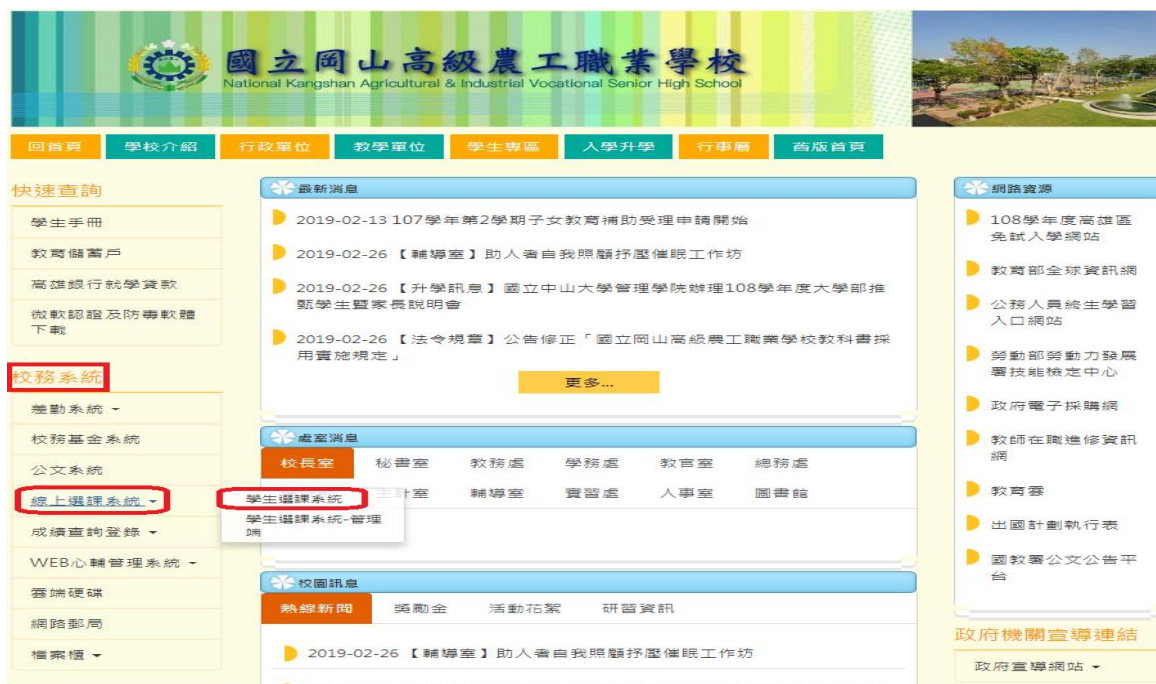 國立岡山高級農工職業學校
National Kangshan Agricultural & Industrial Vocational Senior High School
回首頁 學校介紹 行政單位 教學單位 學生專區 入學升學 行事曆 舊版首頁
快速查詢
學生手冊
教育儲蓄戶
高雄銀行就學貸款
微軟認證及防毒軟體
下載
校務系統
差勤系統
校務基金系統
公文系統
線上選課系統
學生選課系統
學生選課系統-管理
端
成績查詢登錄
WEB心輔管理系統
雲端硬碟
網路郵局
檔案櫃
最新消息
2019-02-13 107學年第2學期子女教育補助受理申請開始
2019-02-26 【輔導室】助人者自我照顧抒壓催眠工作坊
2019-02-26 【升學訊息】國立中山大學管理學院辦理108學年度大學部推
甄學生暨家長說明會
2019-02-26 【法令規章】公告修正「國立岡山高級農工職業學校教科書採
用實施規定」
更多...
處室消息
校長室 秘書室 教務處 學務處 教官室 總務處
主計室 輔導室 實習處 人事室 圖書館
校園訊息
熱線新聞 獎勵金 活動花絮 研習資訊
2019-02-26 【輔導室】助人者自我照顧抒壓催眠工作坊
網路資源
108學年度高雄區
免試入學網站
教育部全球資訊網
公務人員終生學習
入口網站
勞動部勞動力發展
署技能檢定中心
政府電子採購網
教師在職進修資訊
網
教育雲
出國計劃執行表
國教署公文公告平
台
政府機關宣導連結
政府宣導網站